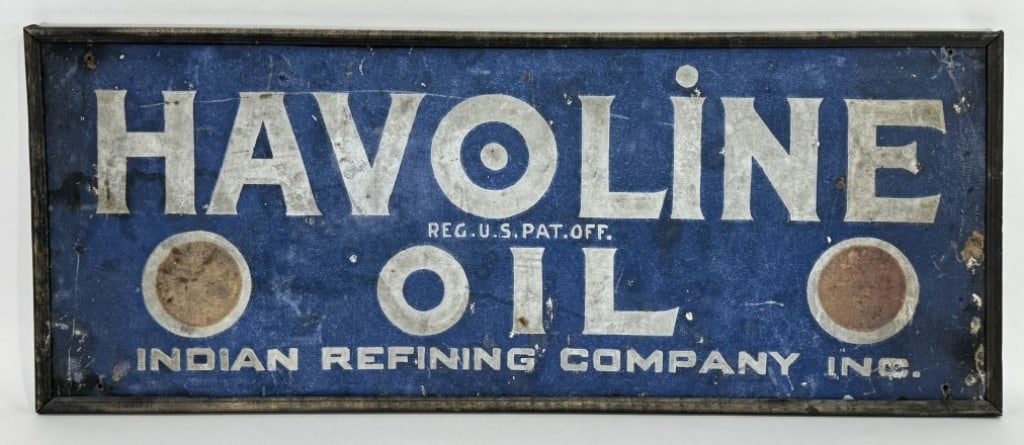 HAVOLiNE
REG.U.S.PAT.OFF.
OIL
INDIAN REFINING COMPANY INC.